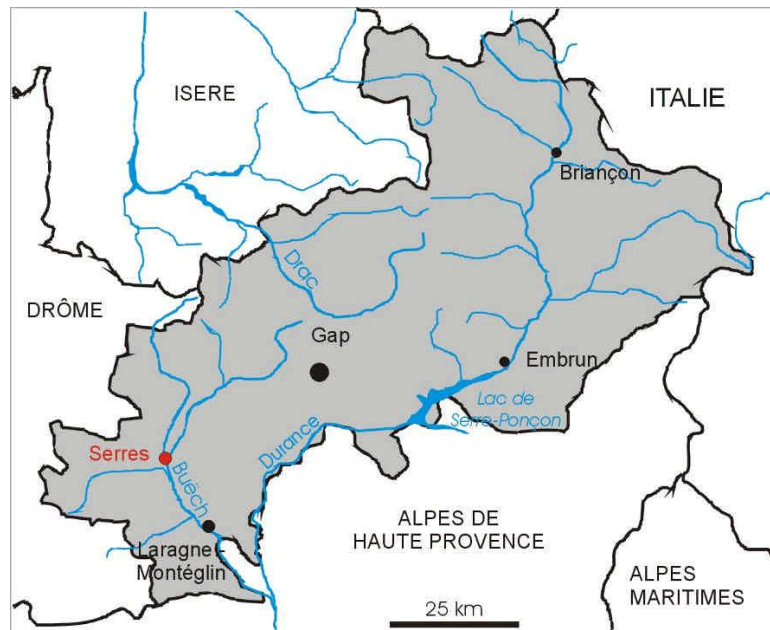 ISERE
ITALIE
Briançon
Drac
DRÔME
Gap
Embrun
Lac de
Serre-Ponçon
Durance
Serres
Buëch
Laragne-
Montéglin
ALPES DE
HAUTE PROVENCE
ALPES
MARITIMES
25 km